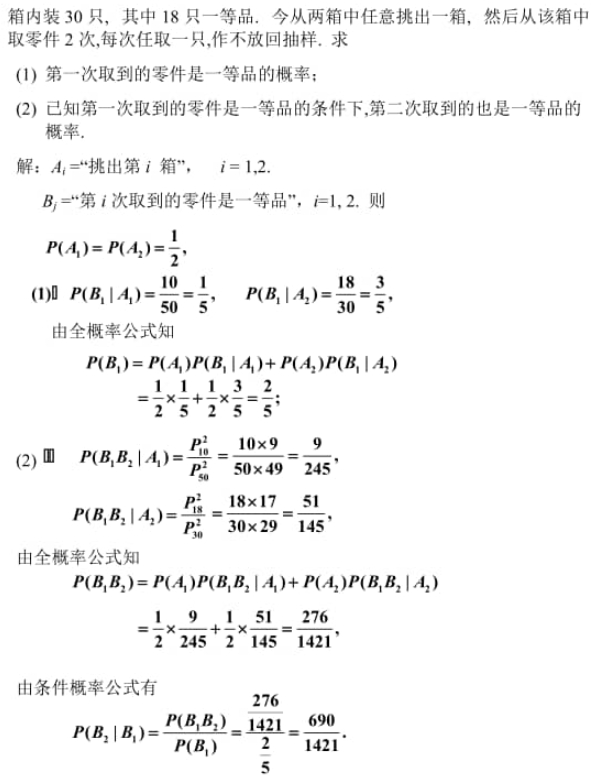 箱内装 30 只, 其中 18 只一等品. 今从两箱中任意挑出一箱, 然后从该箱中
取零件 2 次,每次任取一只,作不放回抽样. 求
(1) 第一次取到的零件是一等品的概率;
(2) 已知第一次取到的零件是一等品的条件下,第二次取到的也是一等品的
概率.
解: A_i =“挑出第 i 箱”, i = 1,2.
B_j =“第 i 次取到的零件是一等品”, i=1, 2. 则
P(A_1) = P(A_2) = 1/2,
(1) P(B_1 | A_1) = 10/50 = 1/5, P(B_1 | A_2) = 18/30 = 3/5,
由全概率公式知
P(B_1) = P(A_1)P(B_1 | A_1) + P(A_2)P(B_1 | A_2)
= 1/2 × 1/5 + 1/2 × 3/5 = 2/5;
(2) P(B_1B_2 | A_1) = P_{10}^2/P_{50}^2 = (10×9)/(50×49) = 9/245,
P(B_1B_2 | A_2) = P_{18}^2/P_{30}^2 = (18×17)/(30×29) = 51/145,
由全概率公式知
P(B_1B_2) = P(A_1)P(B_1B_2 | A_1) + P(A_2)P(B_1B_2 | A_2)
= 1/2 × 9/245 + 1/2 × 51/145 = 276/1421,
由条件概率公式有
P(B_2 | B_1) = P(B_1B_2)/P(B_1) = (276/1421)/(2/5) = 690/1421.